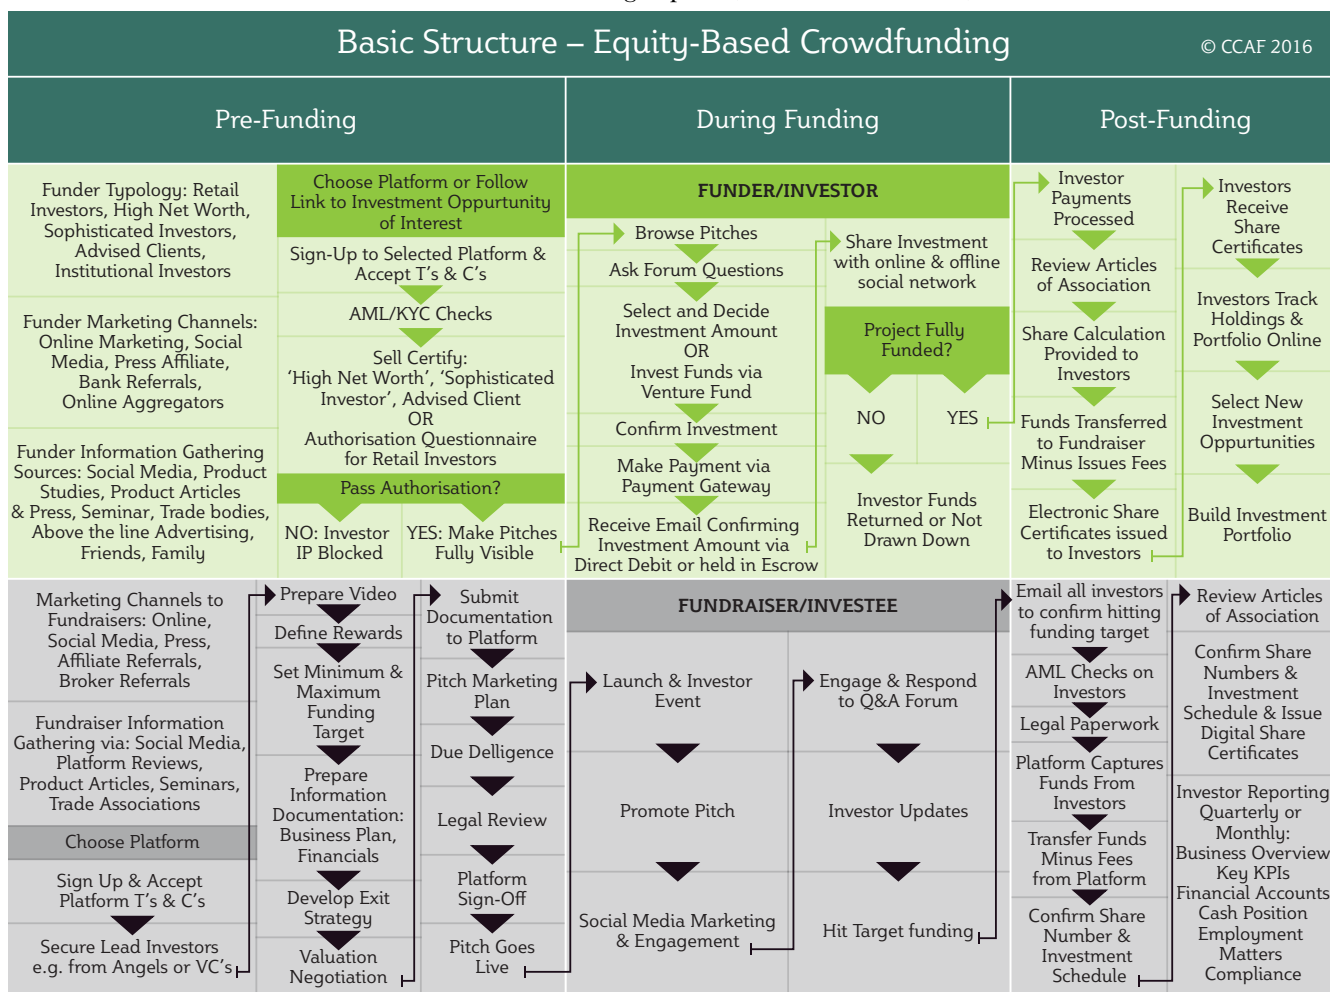 Basic Structure – Equity-Based Crowdfunding
© CCAF 2016
Pre-Funding
During Funding
Post-Funding
Funder Typology: Retail
Investors, High Net Worth,
Sophisticated Investors,
Advised Clients,
Institutional Investors
Funder Marketing Channels:
Online Marketing, Social
Media, Press Affiliate,
Bank Referrals,
Online Aggregators
Funder Information Gathering
Sources: Social Media, Product
Studies, Product Articles
& Press, Seminar, Trade bodies,
Above the line Advertising,
Friends, Family
Choose Platform or Follow
Link to Investment Oppurtunity
of Interest
Sign-Up to Selected Platform &
Accept T's & C's
AML/KYC Checks
Sell Certify:
'High Net Worth', 'Sophisticated
Investor', Advised Client
OR
Authorisation Questionnaire
for Retail Investors
Pass Authorisation?
NO: Investor
IP Blocked
YES: Make Pitches
Fully Visible
FUNDER/INVESTOR
Browse Pitches
Ask Forum Questions
Select and Decide
Investment Amount
OR
Invest Funds via
Venture Fund
Confirm Investment
Make Payment via
Payment Gateway
Receive Email Confirming
Investment Amount via
Direct Debit or held in Escrow
Share Investment
with online & offline
social network
Project Fully
Funded?
NO
YES
Investor Funds
Returned or Not
Drawn Down
Investor
Payments
Processed
Review Articles
of Association
Share Calculation
Provided to
Investors
Funds Transferred
to Fundraiser
Minus Issues Fees
Electronic Share
Certificates issued
to Investors
Investors
Receive
Share
Certificates
Investors Track
Holdings &
Portfolio Online
Select New
Investment
Oppurtunities
Build Investment
Portfolio
Marketing Channels to
Fundraisers: Online,
Social Media, Press,
Affiliate Referrals,
Broker Referrals
Fundraiser Information
Gathering via: Social Media,
Platform Reviews,
Product Articles, Seminars,
Trade Associations
Choose Platform
Sign Up & Accept
Platform T's & C's
Secure Lead Investors
e.g. from Angels or VC's
Prepare Video
Define Rewards
Set Minimum &
Maximum
Funding
Target
Prepare
Information
Documentation:
Business Plan,
Financials
Develop Exit
Strategy
Valuation
Negotiation
Submit
Documentation
to Platform
Pitch Marketing
Plan
Due Delligence
Legal Review
Platform
Sign-Off
Pitch Goes
Live
FUNDRAISER/INVESTEE
Launch & Investor
Event
Promote Pitch
Social Media Marketing
& Engagement
Engage & Respond
to Q&A Forum
Investor Updates
Hit Target funding
Email all investors
to confirm hitting
funding target
AML Checks on
Investors
Legal Paperwork
Platform Captures
Funds From
Investors
Transfer Funds
Minus Fees
from Platform
Confirm Share
Number &
Investment
Schedule
Review Articles
of Association
Confirm Share
Numbers &
Investment
Schedule & Issue
Digital Share
Certificates
Investor Reporting
Quarterly or
Monthly:
Business Overview
Key KPIs
Financial Accounts
Cash Position
Employment
Matters
Compliance